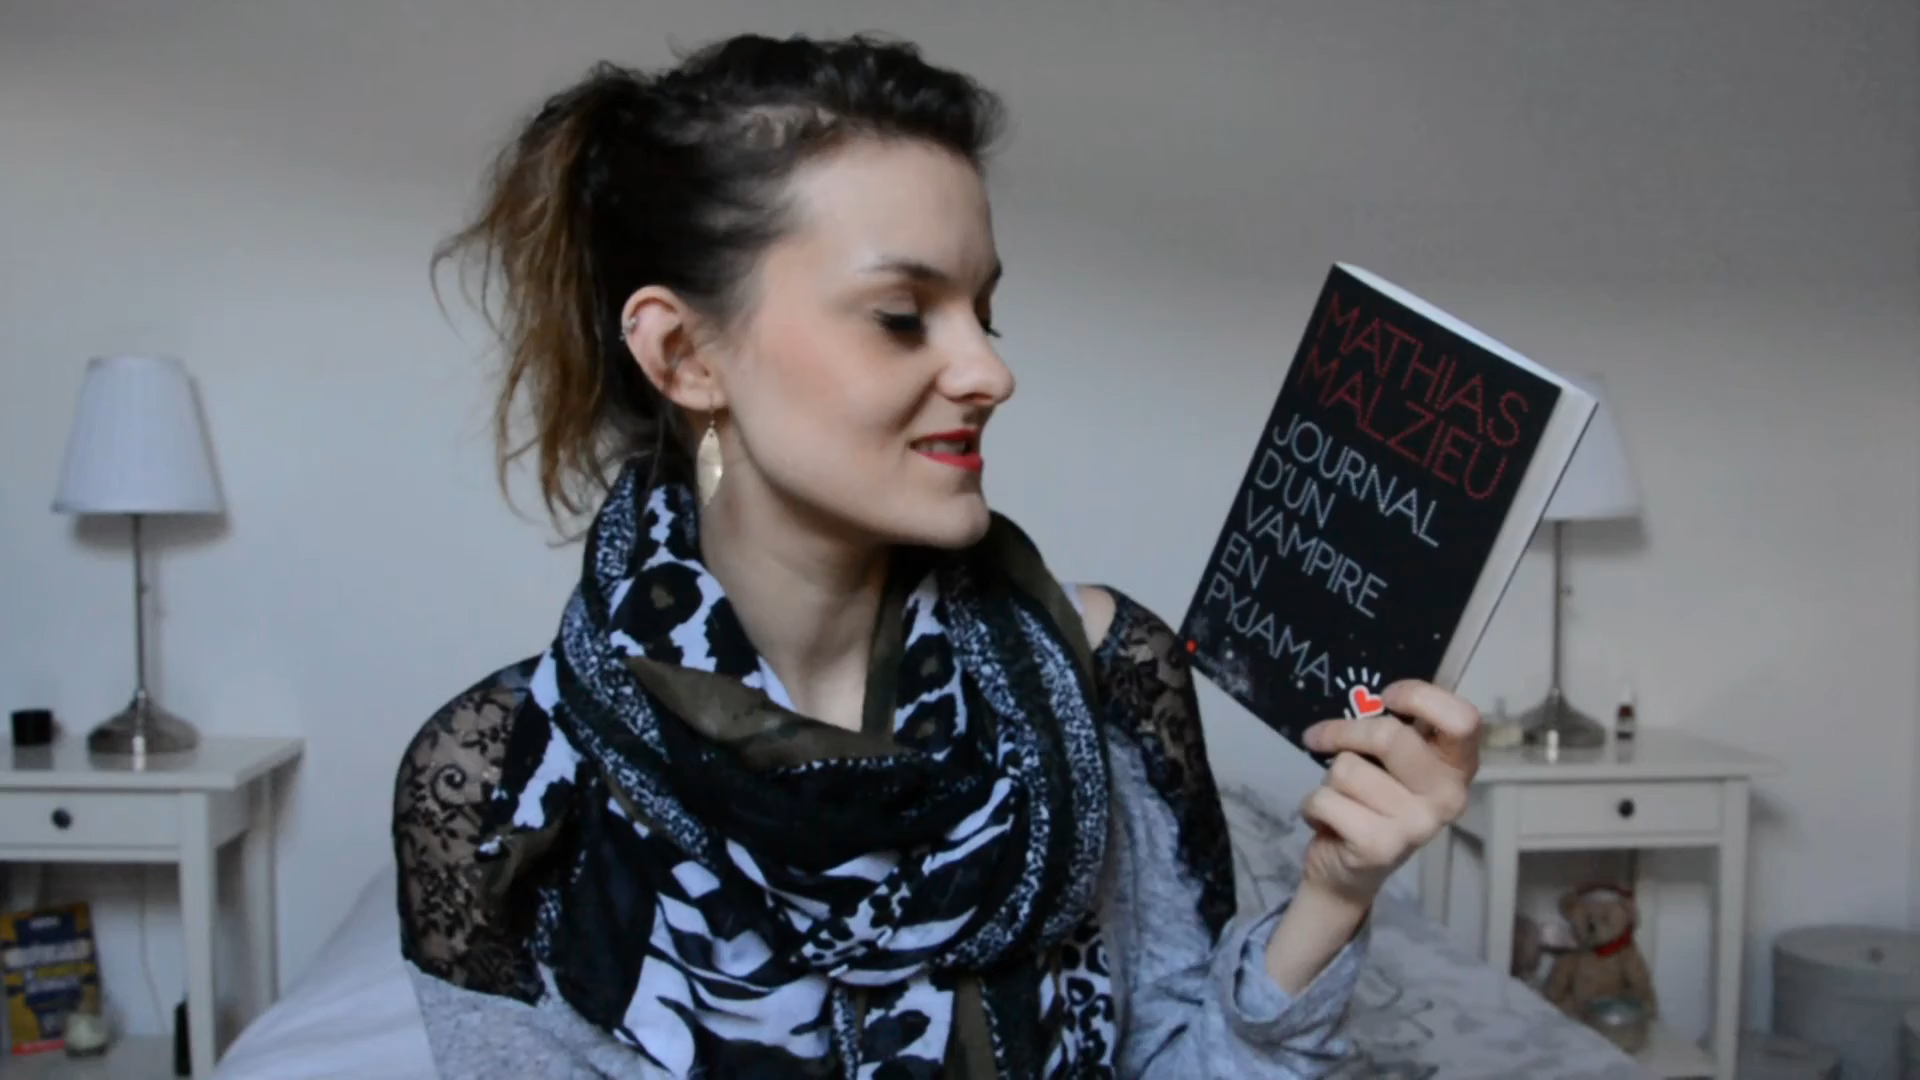 MATHIAS
MALZIEU
JOURNAL
D'UN
VAMPIRE
EN
PYJAMA